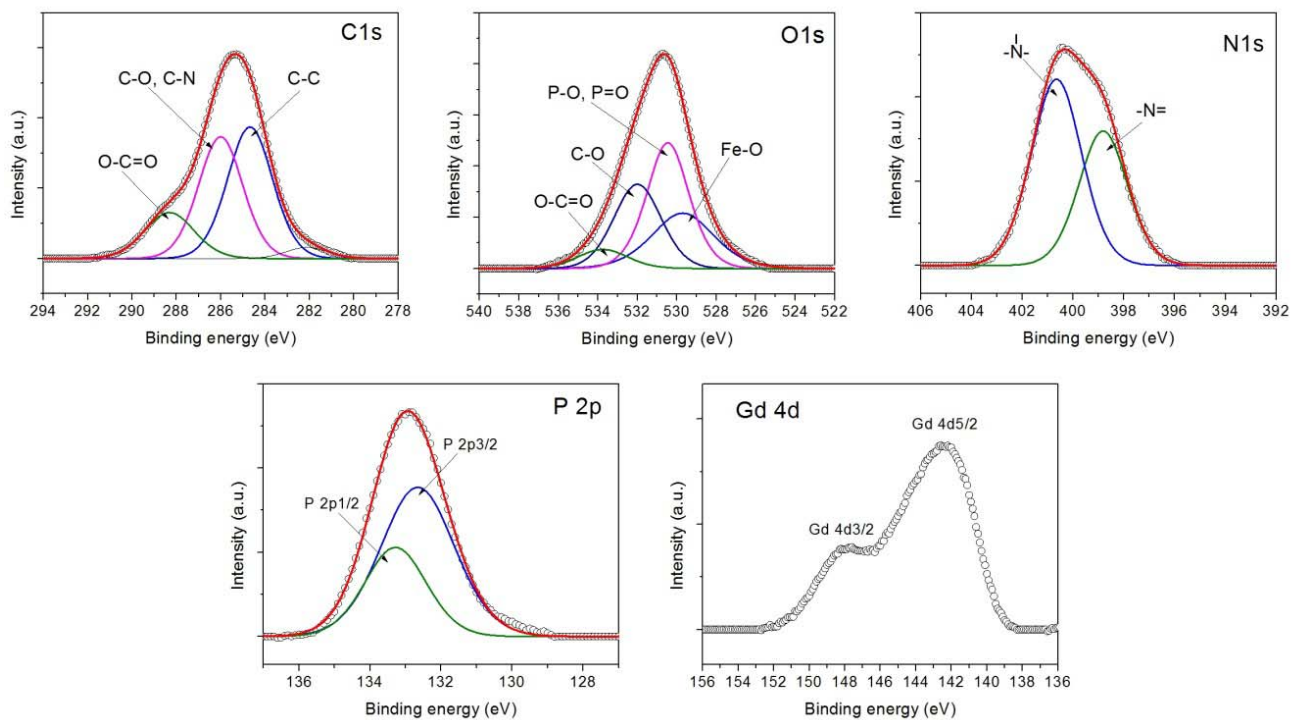 C1s
C-O, C-N
C-C
O-C=O
Intensity (a.u.)
294 292 290 288 286 284 282 280 278
Binding energy (eV)
O1s
P-O, P=O
C-O
Fe-O
O-C=O
Intensity (a.u.)
540 538 536 534 532 530 528 526 524 522
Binding energy (eV)
N1s
-N-
-N=
Intensity (a.u.)
406 404 402 400 398 396 394 392
Binding energy (eV)
P 2p
P 2p3/2
P 2p1/2
Intensity (a.u.)
136 134 132 130 128
Binding energy (eV)
Gd 4d
Gd 4d5/2
Gd 4d3/2
Intensity (a.u.)
156 154 152 150 148 146 144 142 140 138 136
Binding energy (eV)